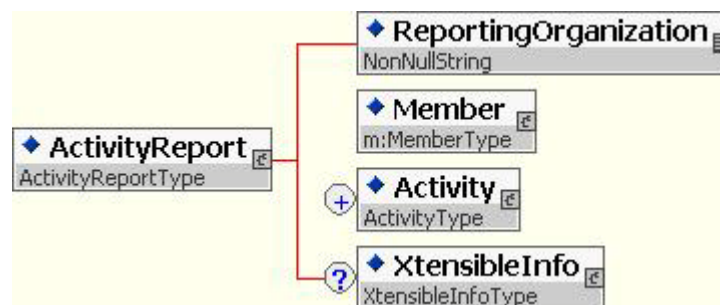 ReportingOrganization
NonNullString
Member
m:MemberType
ActivityReport
ActivityReportType
+
Activity
ActivityType
?
XtensibleInfo
XtensibleInfoType